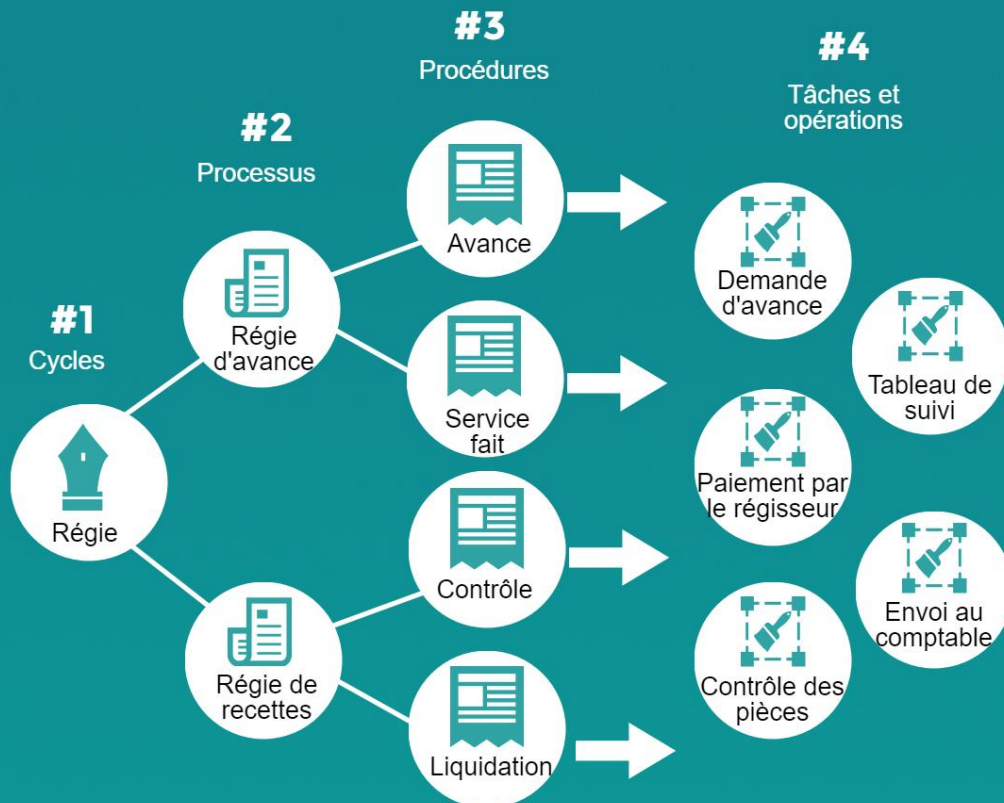 #1
Cycles
Régie
#2
Processus
Régie
d'avance
Régie de
recettes
#3
Procédures
Avance
Service
fait
Contrôle
Liquidation
#4
Tâches et
opérations
Demande
d'avance
Tableau de
suivi
Paiement par
le régisseur
Envoi au
comptable
Contrôle des
pièces